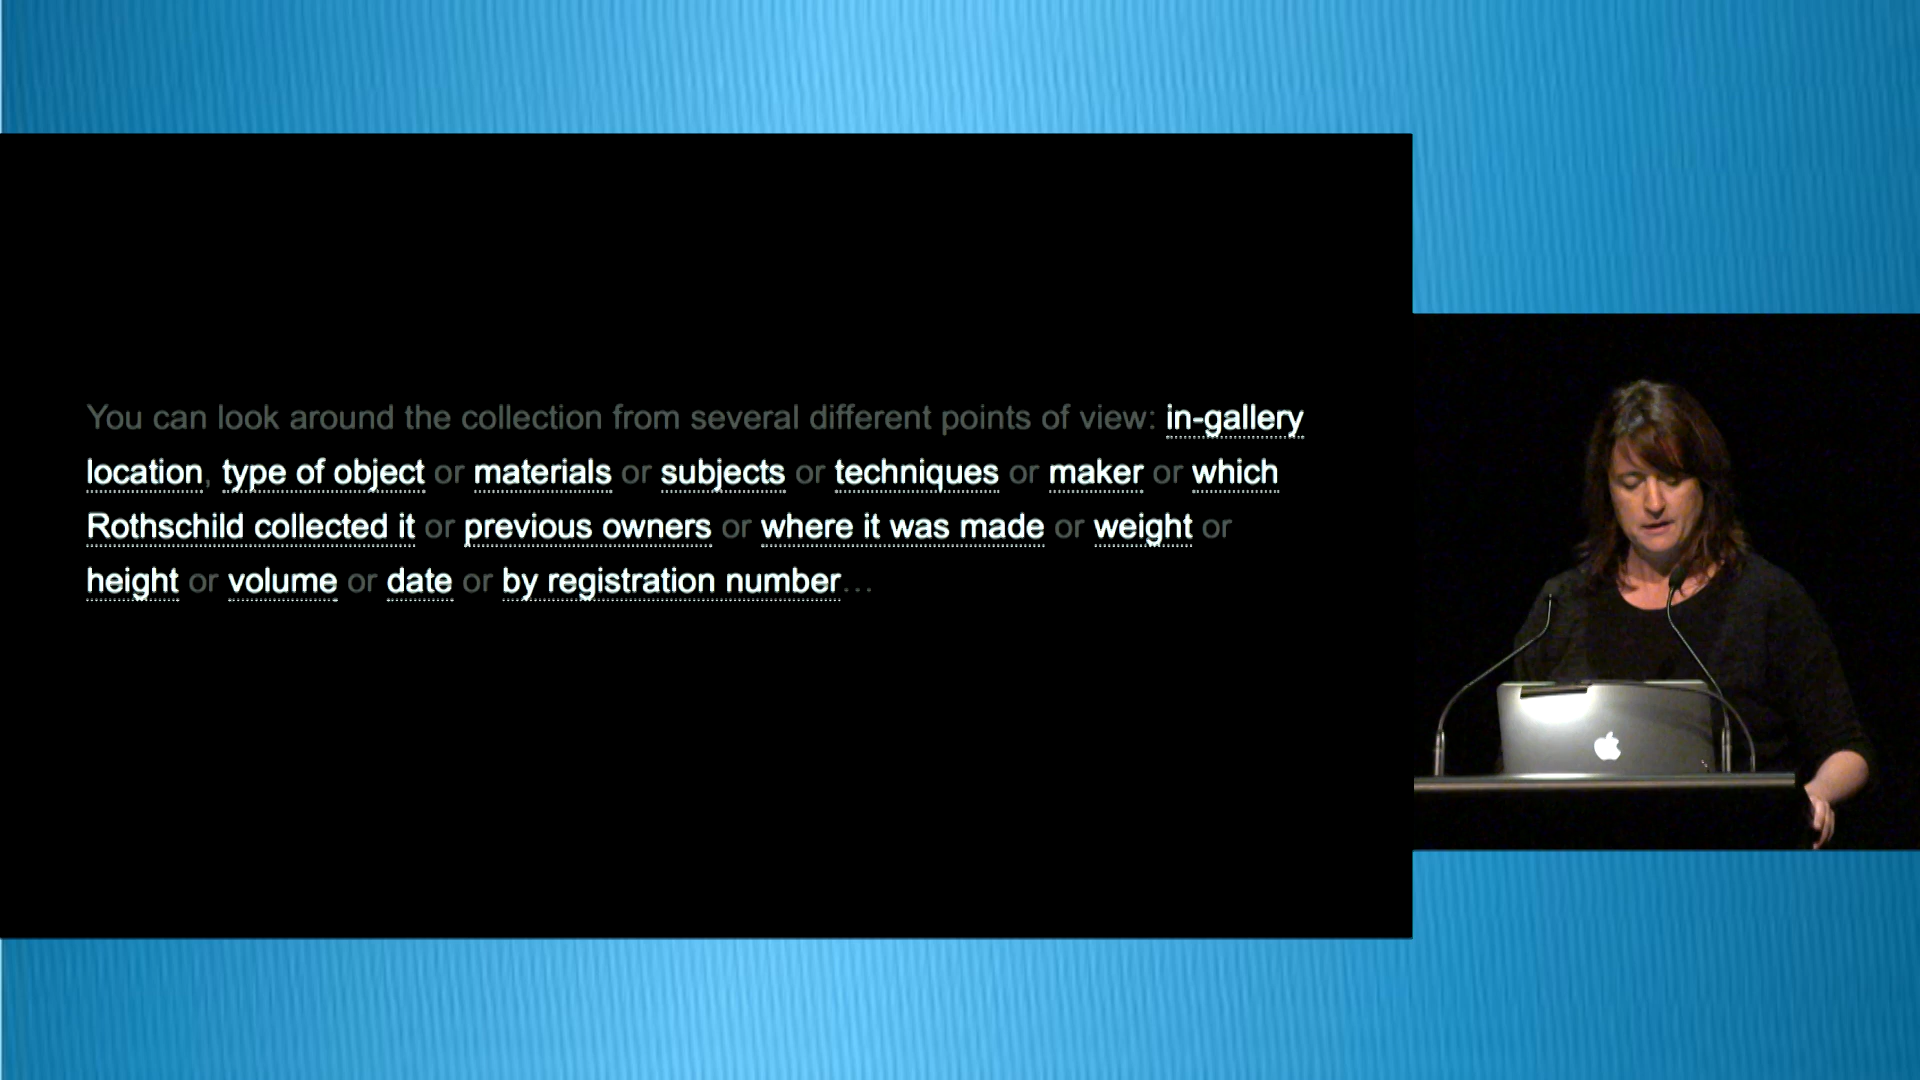 You can look around the collection from several different points of view: in-gallery
location, type of object or materials or subjects or techniques or maker or which
Rothschild collected it or previous owners or where it was made or weight or
height or volume or date or by registration number…